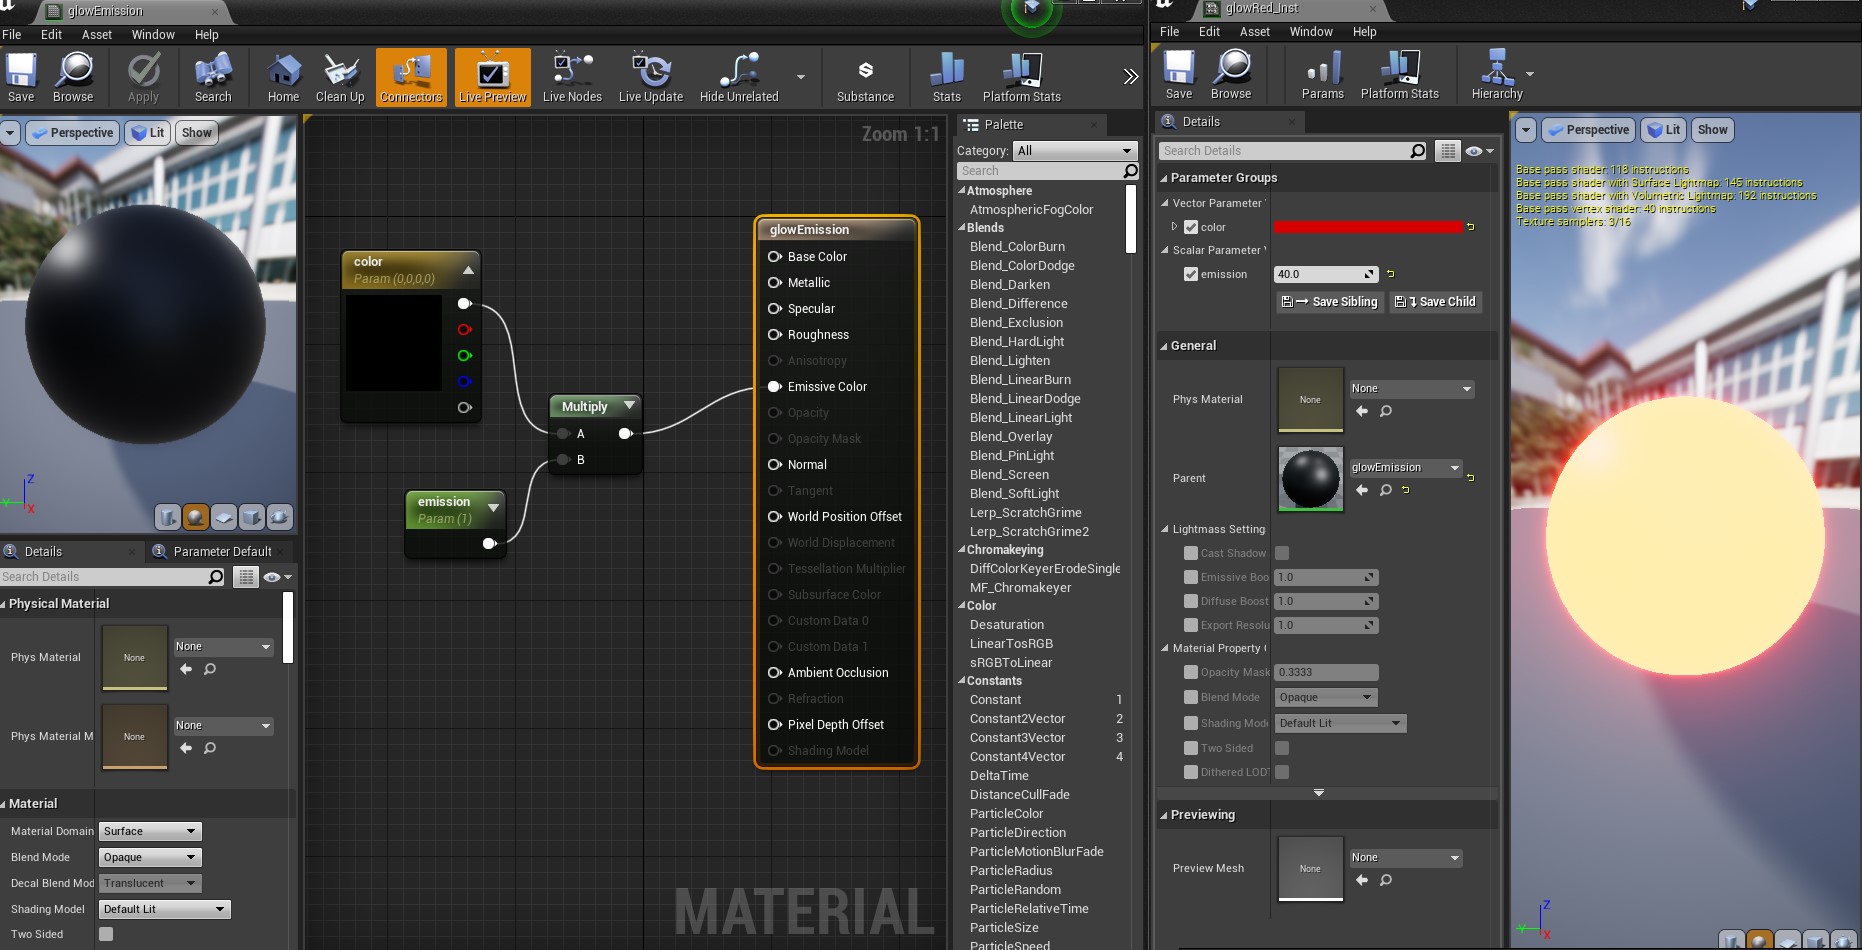 glowEmission
File Edit Asset Window Help
Save Browse Apply Search Home Clean Up Connectors Live Preview Live Nodes Live Update Hide Unrelated Substance Stats Platform Stats
Perspective Lit Show
Z
Y
X
Details Parameter Default
Search Details
Physical Material
Phys Material None None
Phys Material M None None
Material
Material Domain Surface
Blend Mode Opaque
Decal Blend Mod Translucent
Shading Model Default Lit
Two Sided
Zoom 1:1
color
Param (0,0,0,0)
Multiply
A
B
emission
Param (1)
glowEmission
Base Color
Metallic
Specular
Roughness
Anisotropy
Emissive Color
Opacity
Opacity Mask
Normal
Tangent
World Position Offset
World Displacement
Tessellation Multiplier
Subsurface Color
Custom Data 0
Custom Data 1
Ambient Occlusion
Refraction
Pixel Depth Offset
Shading Model
MATERIAL
Palette
Category: All
Search
Atmosphere
AtmosphericFogColor
Blends
Blend_ColorBurn
Blend_ColorDodge
Blend_Darken
Blend_Difference
Blend_Exclusion
Blend_HardLight
Blend_Lighten
Blend_LinearBurn
Blend_LinearDodge
Blend_LinearLight
Blend_Overlay
Blend_PinLight
Blend_Screen
Blend_SoftLight
Lerp_ScratchGrime
Lerp_ScratchGrime2
Chromakeying
DiffColorKeyerErodeSingle
MF_Chromakeyer
Color
Desaturation
LinearTosRGB
sRGBToLinear
Constants
Constant 1
Constant2Vector 2
Constant3Vector 3
Constant4Vector 4
DeltaTime
DistanceCullFade
ParticleColor
ParticleDirection
ParticleMotionBlurFade
ParticleRadius
ParticleRandom
ParticleRelativeTime
ParticleSize
ParticleSpeed
glowRed_Inst
File Edit Asset Window Help
Save Browse Params Platform Stats Hierarchy
Details
Search Details
Parameter Groups
Vector Parameter
color
Scalar Parameter
emission 40.0
Save Sibling Save Child
General
Phys Material None None
Parent glowEmission
Lightmass Setting
Cast Shadow
Emissive Boo 1.0
Diffuse Boost 1.0
Export Resolu 1.0
Material Property
Opacity Mask 0.3333
Blend Mode Opaque
Shading Mod Default Lit
Two Sided
Dithered LOD
Previewing
Preview Mesh None None
Perspective Lit Show
Base pass shader: 118 instructions
Base pass shader with Surface Lightmap: 145 instructions
Base pass shader with Volumetric Lightmap: 192 instructions
Base pass vertex shader: 40 instructions
Texture samplers: 3/16
Z
Y
X